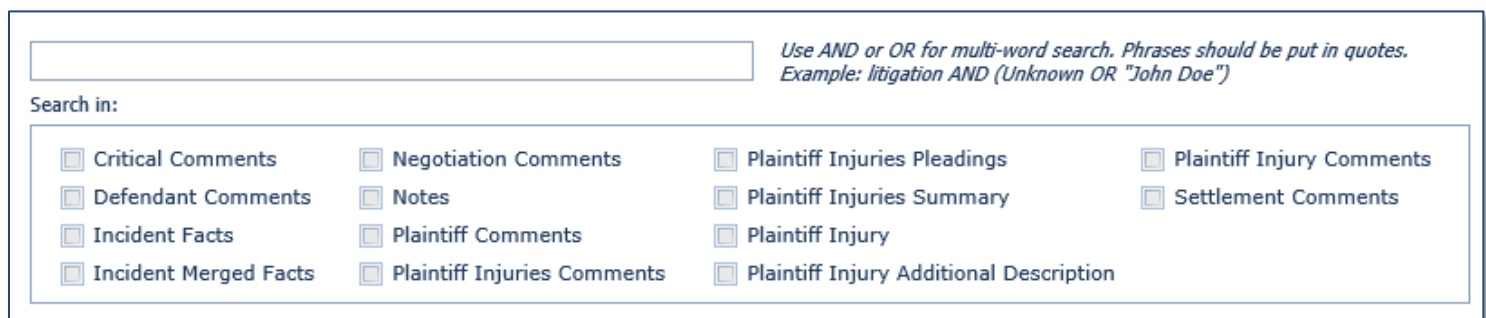 Use AND or OR for multi-word search. Phrases should be put in quotes.
Example: litigation AND (Unknown OR "John Doe")
Search in:
Critical Comments Negotiation Comments Plaintiff Injuries Pleadings Plaintiff Injury Comments
Defendant Comments Notes Plaintiff Injuries Summary Settlement Comments
Incident Facts Plaintiff Comments Plaintiff Injury
Incident Merged Facts Plaintiff Injuries Comments Plaintiff Injury Additional Description